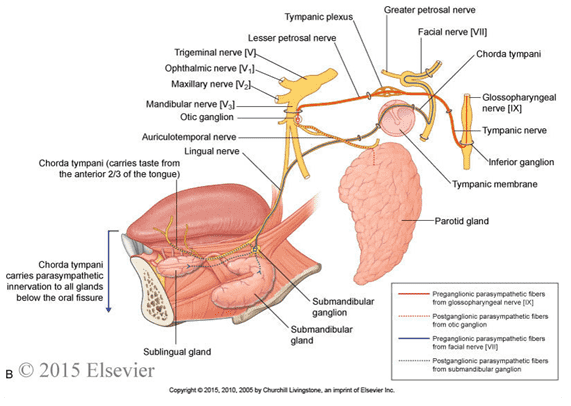 Greater petrosal nerve
Tympanic plexus
Facial nerve [VII]
Lesser petrosal nerve
Chorda tympani
Trigeminal nerve [V]
Ophthalmic nerve [V1]
Maxillary nerve [V2]
Mandibular nerve [V3]
Otic ganglion
Glossopharyngeal
nerve [IX]
Tympanic nerve
Auriculotemporal nerve
Lingual nerve
Inferior ganglion
Chorda tympani (carries taste from
the anterior 2/3 of the tongue)
Tympanic membrane
Parotid gland
Chorda tympani
carries parasympathetic
innervation to all glands
below the oral fissure
Submandibular
ganglion
Submandibular
gland
Sublingual gland
Preganglionic parasympathetic fibers
from glossopharyngeal nerve [IX]
Postganglionic parasympathetic fibers
from otic ganglion
Preganglionic parasympathetic fibers
from facial nerve [VII]
Postganglionic parasympathetic fibers
from submandibular ganglion
B © 2015 Elsevier
Copyright © 2015, 2010, 2005 by Churchill Livingstone, an imprint of Elsevier Inc.